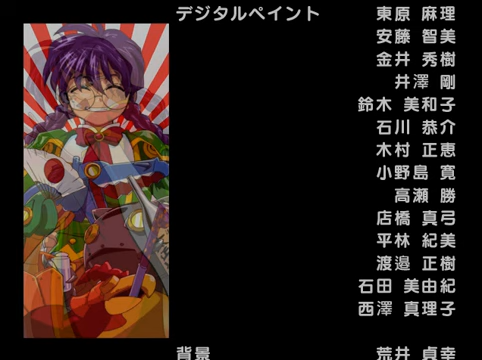 デジタルペイント 東原 麻理
安藤 智美
金井 秀樹
井澤 剛
鈴木 美和子
石川 恭介
木村 正恵
小野島 寛
高瀬 勝
店橋 真弓
平林 紀美
渡邉 正樹
石田 美由紀
西澤 真理子
背景 荒井 貞幸